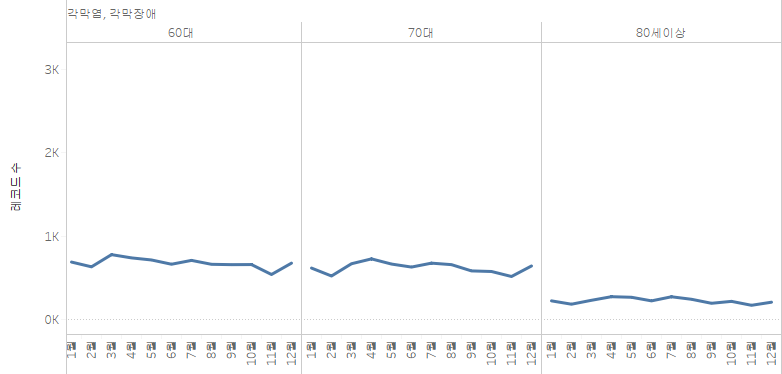 각막염, 각막장애
60대 70대 80세이상
3K
2K
1K
0K
레코드수
1월 2월 3월 4월 5월 6월 7월 8월 9월 10월 11월 12월 1월 2월 3월 4월 5월 6월 7월 8월 9월 10월 11월 12월 1월 2월 3월 4월 5월 6월 7월 8월 9월 10월 11월 12월